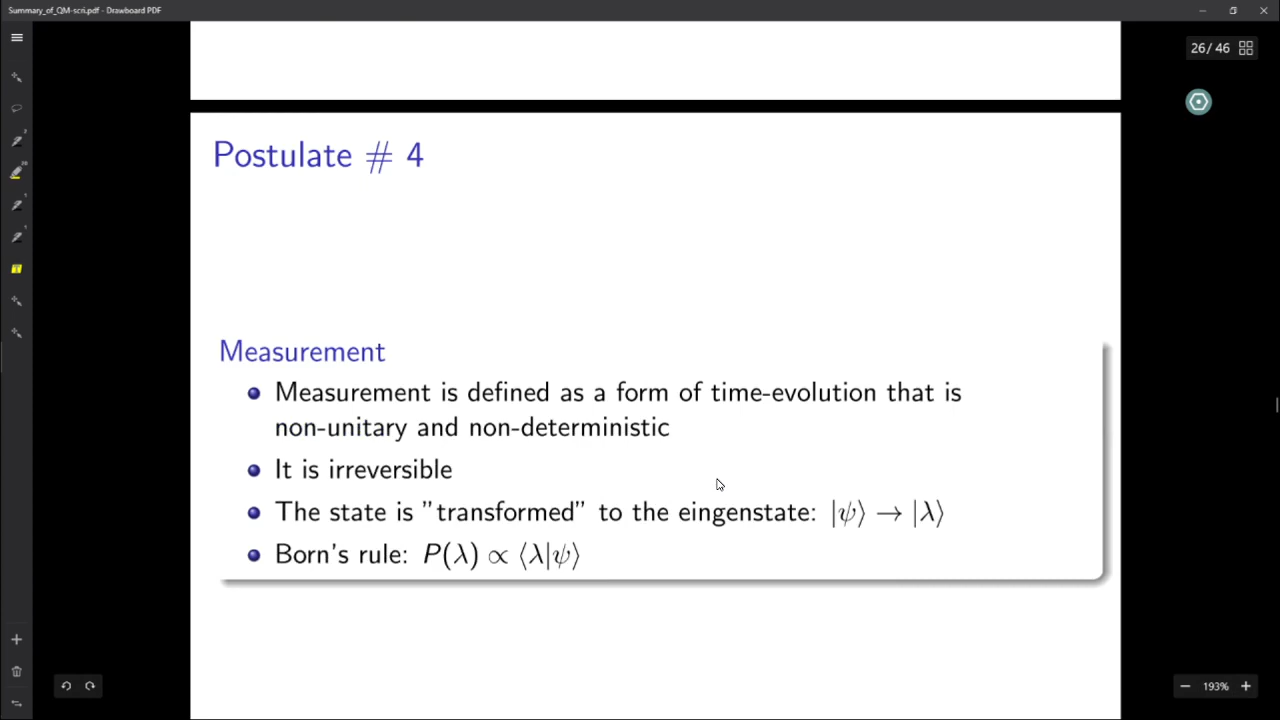 Summary_of_QM-scri.pdf - Drawboard PDF
26 / 46
Postulate # 4
Measurement
Measurement is defined as a form of time-evolution that is
non-unitary and non-deterministic
It is irreversible
The state is ”transformed” to the eingenstate: |ψ⟩ → |λ⟩
Born's rule: P(λ) ∝ ⟨λ|ψ⟩
193%